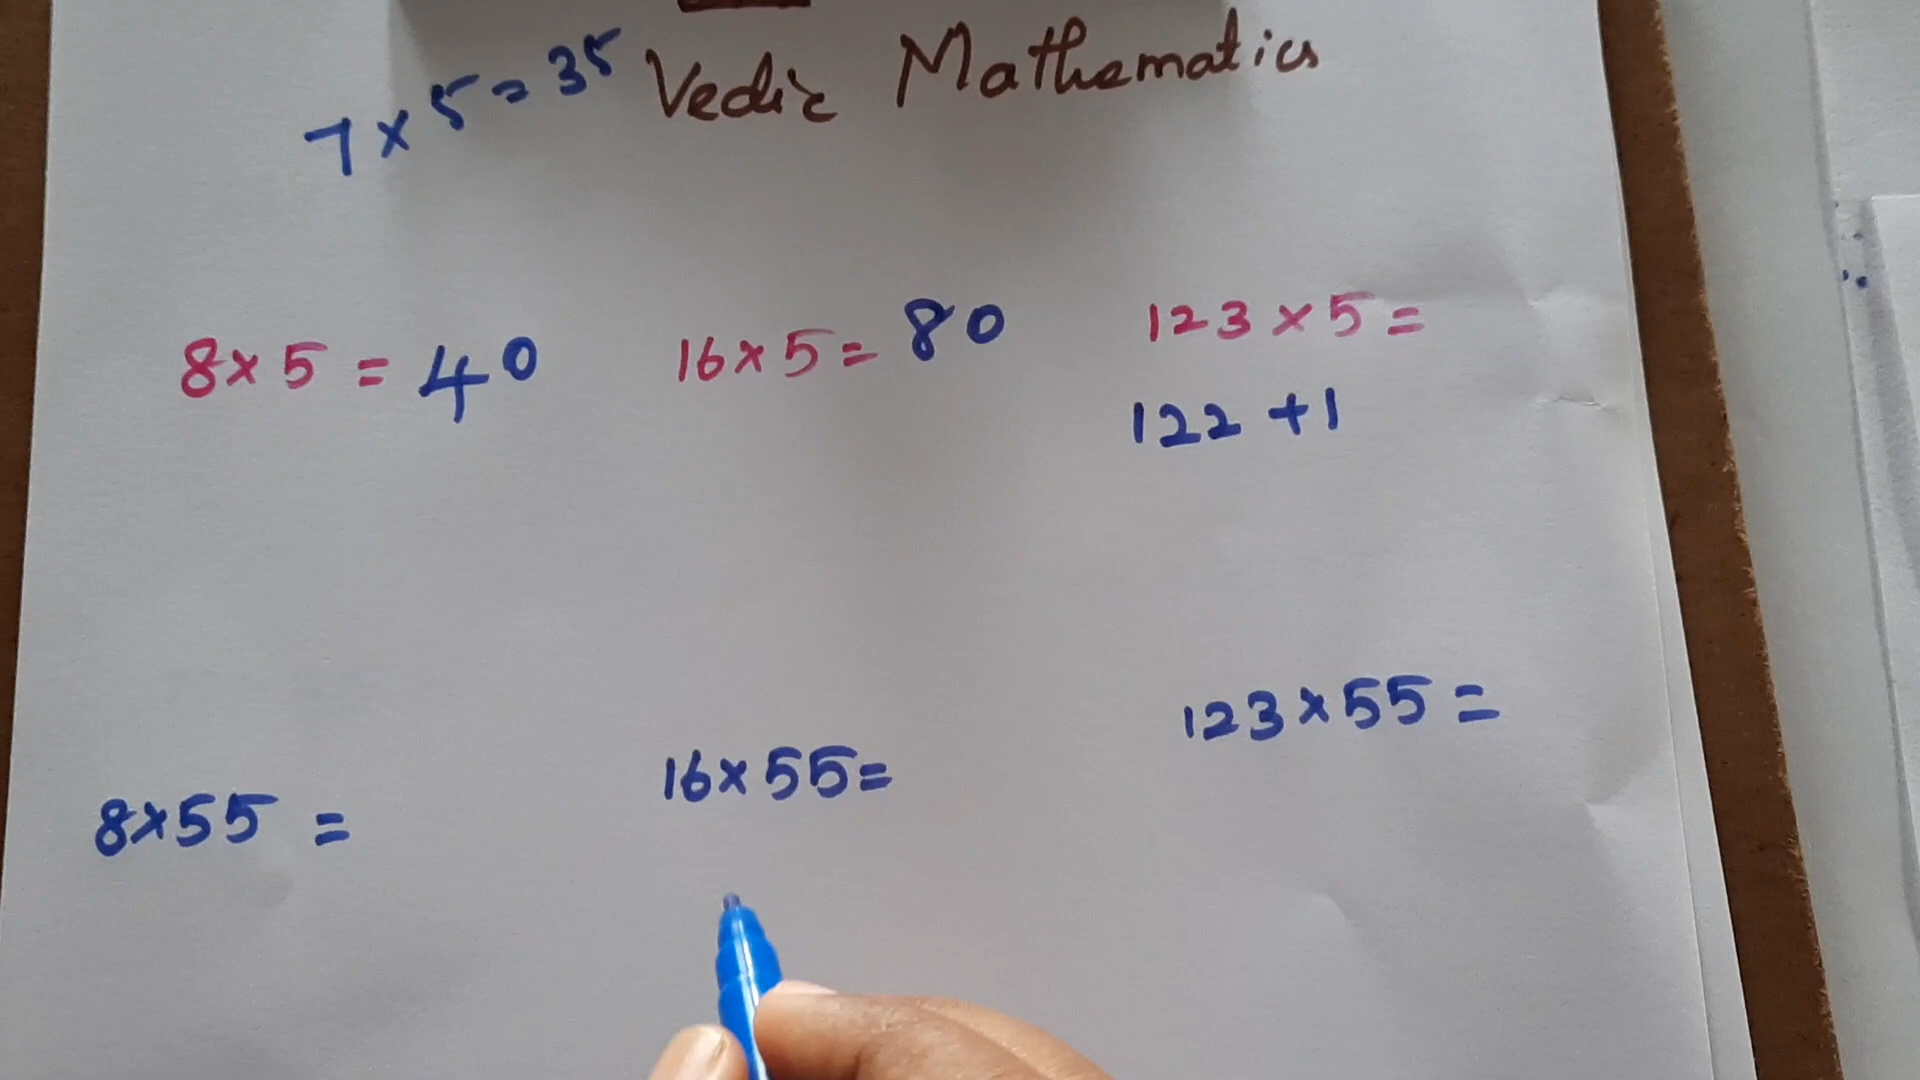 7 × 5 = 35 Vedic Mathematics
8 × 5 = 40
16 × 5 = 80
123 × 5 =
122 + 1
8 × 55 =
16 × 55 =
123 × 55 =